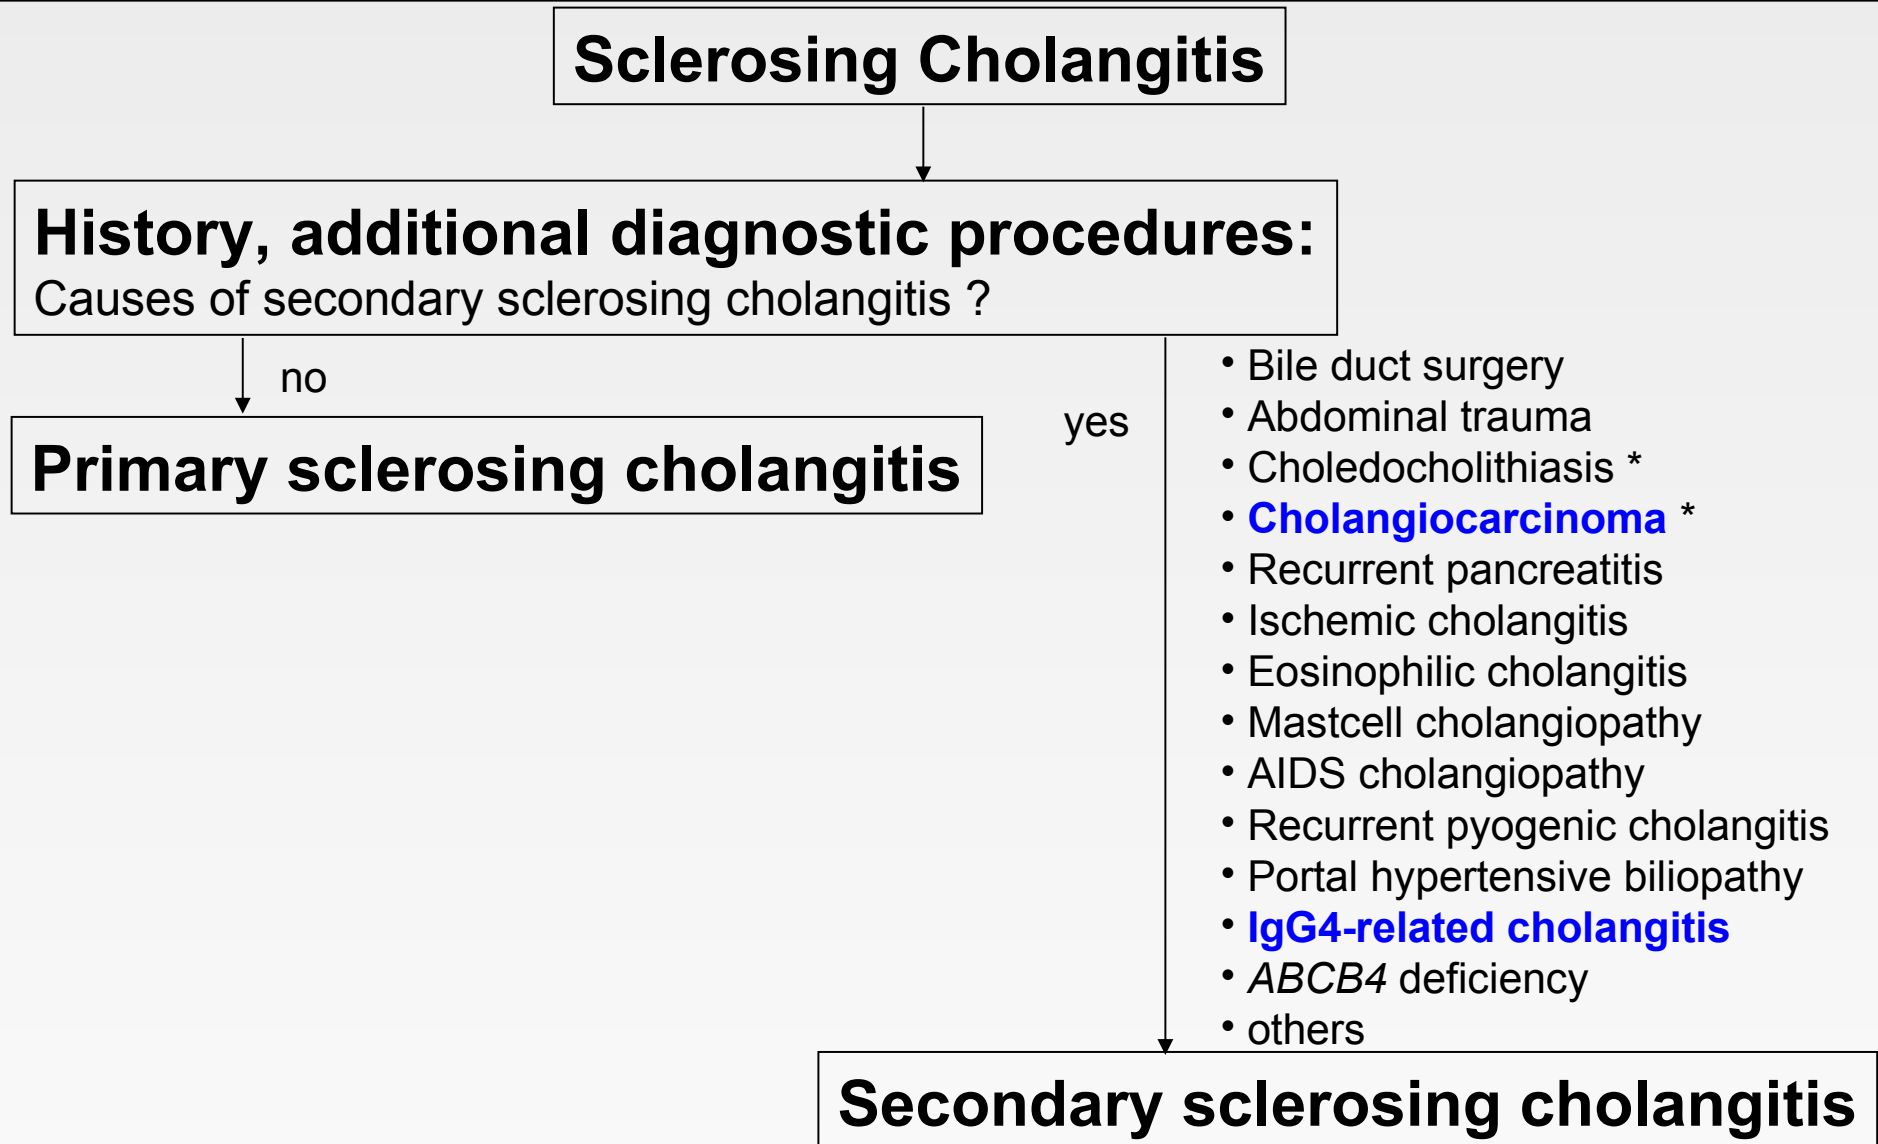 Sclerosing Cholangitis
History, additional diagnostic procedures:
Causes of secondary sclerosing cholangitis ?
no
Primary sclerosing cholangitis
yes
• Bile duct surgery
• Abdominal trauma
• Choledocholithiasis *
• Cholangiocarcinoma *
• Recurrent pancreatitis
• Ischemic cholangitis
• Eosinophilic cholangitis
• Mastcell cholangiopathy
• AIDS cholangiopathy
• Recurrent pyogenic cholangitis
• Portal hypertensive biliopathy
• IgG4-related cholangitis
• ABCB4 deficiency
• others
Secondary sclerosing cholangitis